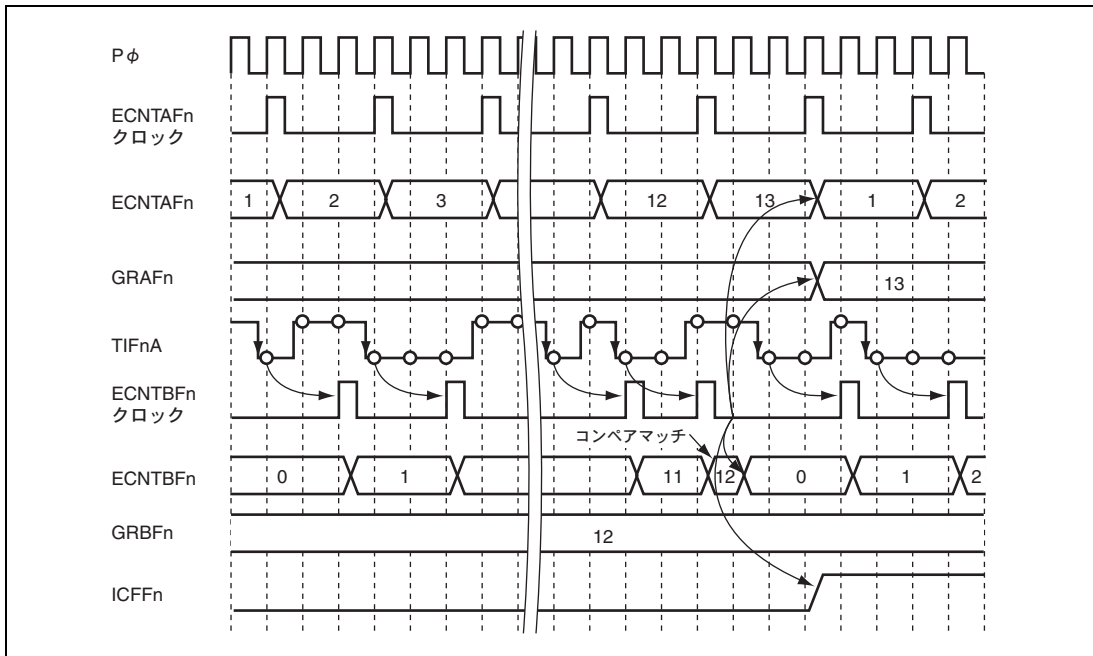 Pφ
ECNTAFn
クロック
ECNTAFn
1 2 3 12 13 1 2
GRAFn
13
TIFnA
ECNTBFn
クロック
コンペアマッチ
ECNTBFn
0 1 11 12 0 1 2
GRBFn
12
ICFFn